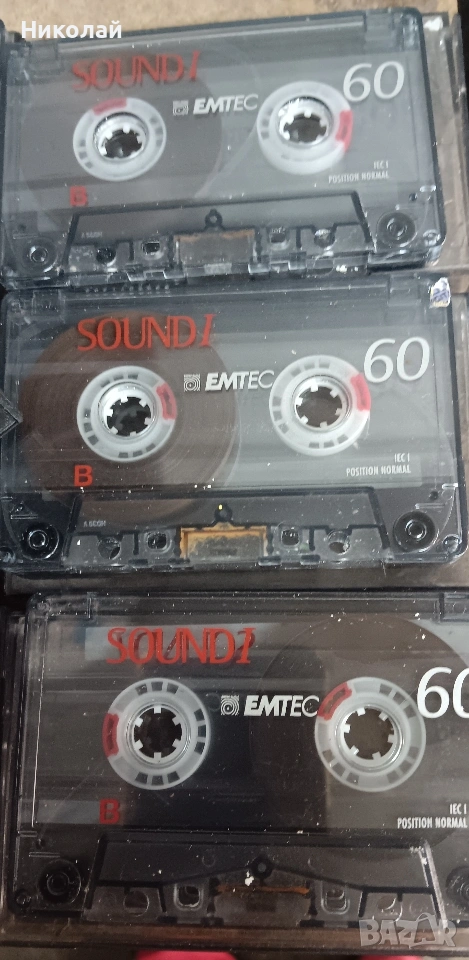 Николай
SOUND I
EMTEC
60
IEC I
POSITION NORMAL
B
SOUND I
EMTEC
60
IEC I
POSITION NORMAL
B
SOUND I
EMTEC
60
IEC I
POSITION NORMAL
B
BAZAR